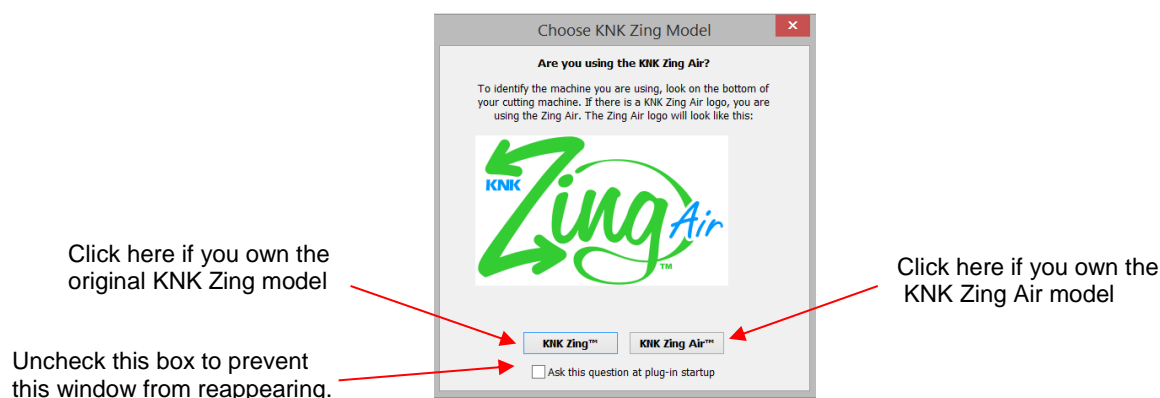 Choose KNK Zing Model
Are you using the KNK Zing Air?
To identify the machine you are using, look on the bottom of
your cutting machine. If there is a KNK Zing Air logo, you are
using the Zing Air. The Zing Air logo will look like this:
KNK
Zing Air
TM
Click here if you own the
original KNK Zing model
Click here if you own the
KNK Zing Air model
KNK Zing™
KNK Zing Air™
Uncheck this box to prevent
this window from reappearing.
Ask this question at plug-in startup